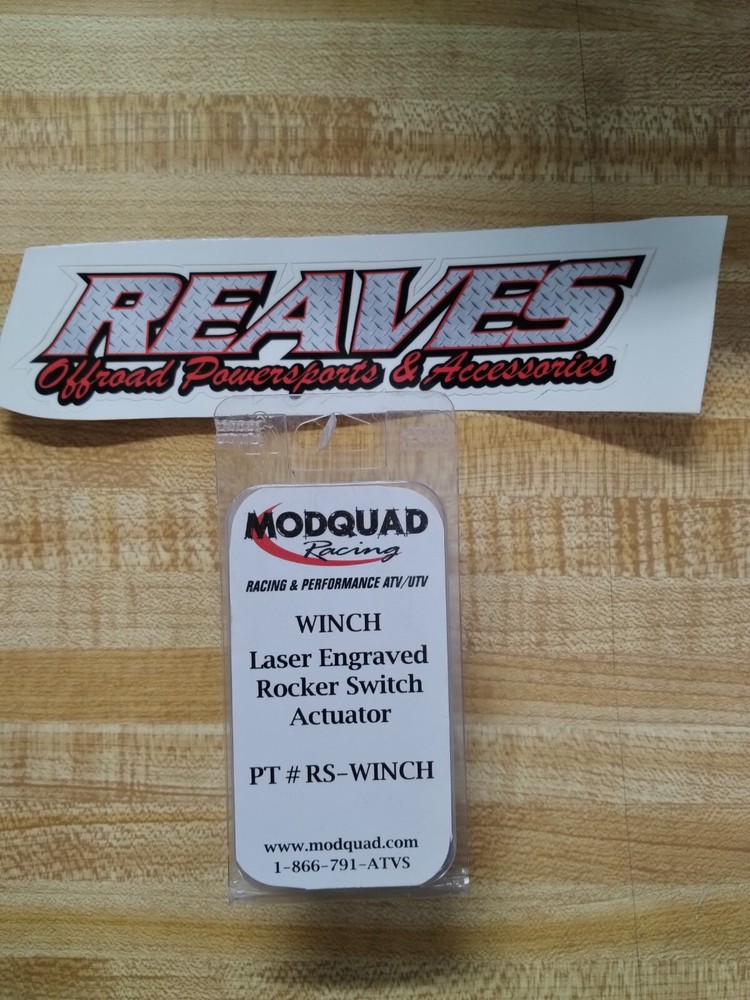 REAVES
Offroad Powersports & Accessories
MODQUAD
Racing
RACING & PERFORMANCE ATV/UTV
WINCH
Laser Engraved
Rocker Switch
Actuator
PT # RS-WINCH
www.modquad.com
1-866-791-ATVS